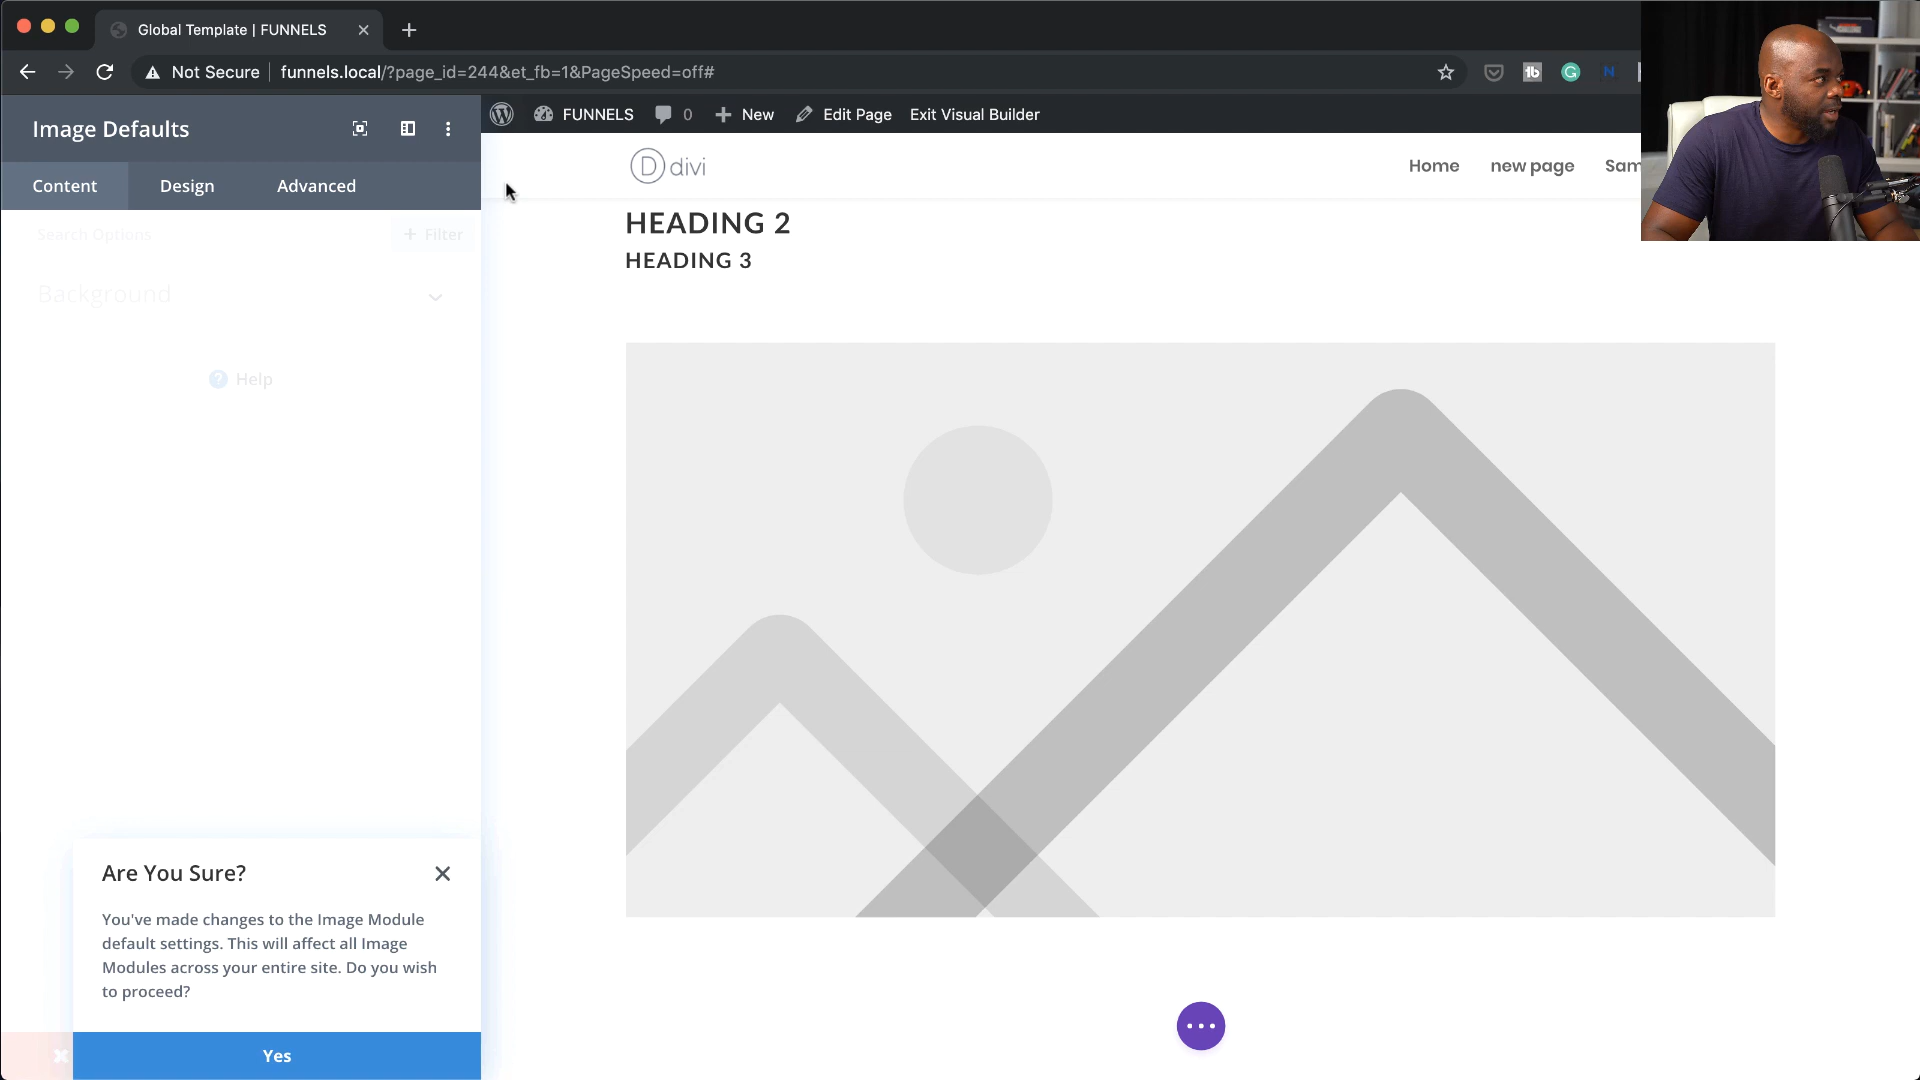 Global Template | FUNNELS
Not Secure
funnels.local/?page_id=244&et_fb=1&PageSpeed=off#
Image Defaults
FUNNELS 0 New Edit Page Exit Visual Builder
Content Design Advanced
divi
Home new page Sam
Search Options
+ Filter
HEADING 2
HEADING 3
Background
Help
Are You Sure?
You've made changes to the Image Module
default settings. This will affect all Image
Modules across your entire site. Do you wish
to proceed?
Yes